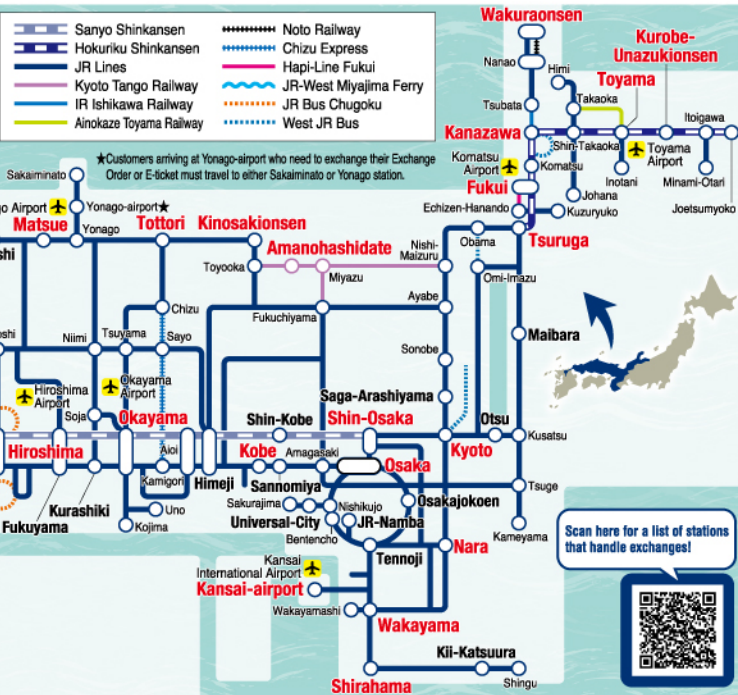 Sanyo Shinkansen
Hokuriku Shinkansen
JR Lines
Kyoto Tango Railway
IR Ishikawa Railway
Ainokaze Toyama Railway
Noto Railway
Chizu Express
Hapi-Line Fukui
JR-West Miyajima Ferry
JR Bus Chugoku
West JR Bus
★Customers arriving at Yonago-airport who need to exchange their Exchange
Order or E-ticket must travel to either Sakaiminato or Yonago station.
Wakuraonsen
Nanao
Himi
Kurobe-
Unazukionsen
Toyama
Tsubata
Takaoka
Itoigawa
Kanazawa
Shin-Takaoka
Toyama
Airport
Komatsu
Airport
Komatsu
Inotani
Minami-Otari
Fukui
Johana
Joetsumyoko
Echizen-Hanando
Kuzuryuko
Tsuruga
Sakaiminato
go Airport
Yonago-airport★
Matsue
Yonago
Tottori
Kinosakionsen
shi
Amanohashidate
Nishi-
Maizuru
Obama
Toyooka
Miyazu
Omi-Imazu
Chizu
Fukuchiyama
Ayabe
oshi
Niimi
Tsuyama
Sayo
Maibara
Sonobe
Hiroshima
Airport
Okayama
Airport
Saga-Arashiyama
Soja
Okayama
Shin-Kobe
Shin-Osaka
Otsu
Hiroshima
Aioi
Kobe
Amagasaki
Kyoto
Kusatsu
Osaka
Kamigori
Himeji
Sannomiya
Tsuge
Kurashiki
Uno
Sakurajima
Nishikujo
Osakajokoen
Fukuyama
Kojima
Universal-City
JR-Namba
Kameyama
Bentencho
Tennoji
Nara
Kansai
International Airport
Kansai-airport
Wakayamashi
Wakayama
Kii-Katsuura
Shirahama
Shingu
Scan here for a list of stations
that handle exchanges!